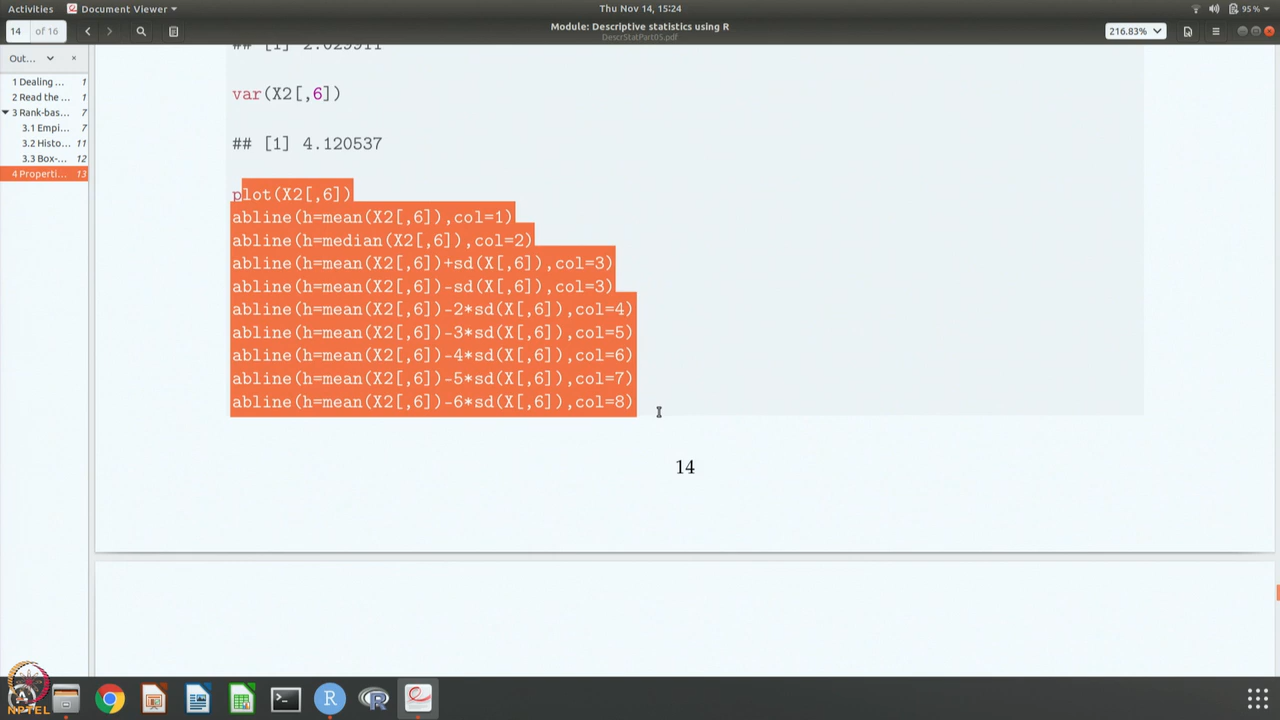 Activities Document Viewer Thu Nov 14, 15:24 95 %
14 of 16 Module: Descriptive statistics using R 216.83%
DescrStatPart05.pdf
Out...
1 Dealing ... 1
2 Read the ... 1
3 Rank-bas... 7
3.1 Empi... 7
3.2 Histo... 11
3.3 Box-... 12
4 Properti... 13
## [1] 2.029911
var(X2[,6])
## [1] 4.120537
plot(X2[,6])
abline(h=mean(X2[,6]),col=1)
abline(h=median(X2[,6]),col=2)
abline(h=mean(X2[,6])+sd(X[,6]),col=3)
abline(h=mean(X2[,6])-sd(X[,6]),col=3)
abline(h=mean(X2[,6])-2*sd(X[,6]),col=4)
abline(h=mean(X2[,6])-3*sd(X[,6]),col=5)
abline(h=mean(X2[,6])-4*sd(X[,6]),col=6)
abline(h=mean(X2[,6])-5*sd(X[,6]),col=7)
abline(h=mean(X2[,6])-6*sd(X[,6]),col=8)
14
NPTEL